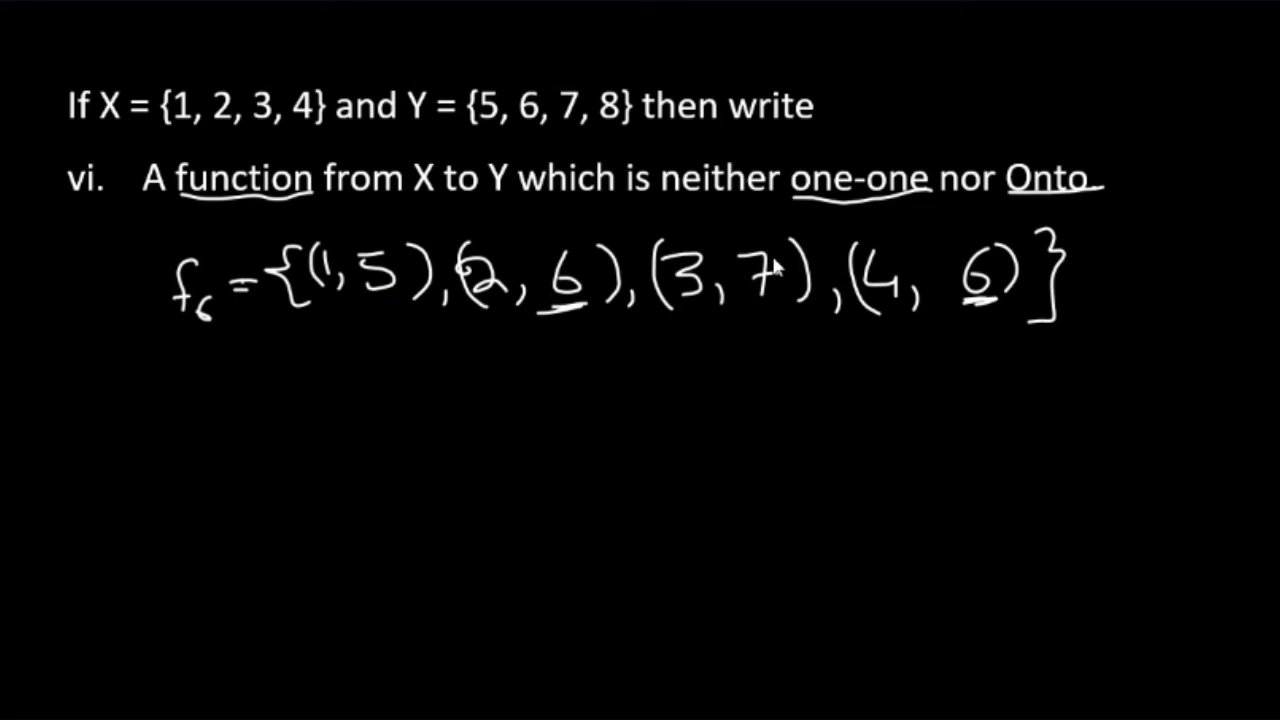 If X = {1, 2, 3, 4} and Y = {5, 6, 7, 8} then write
vi. A function from X to Y which is neither one-one nor Onto
f₆ = {(1, 5), (2, 6), (3, 7), (4, 6)}